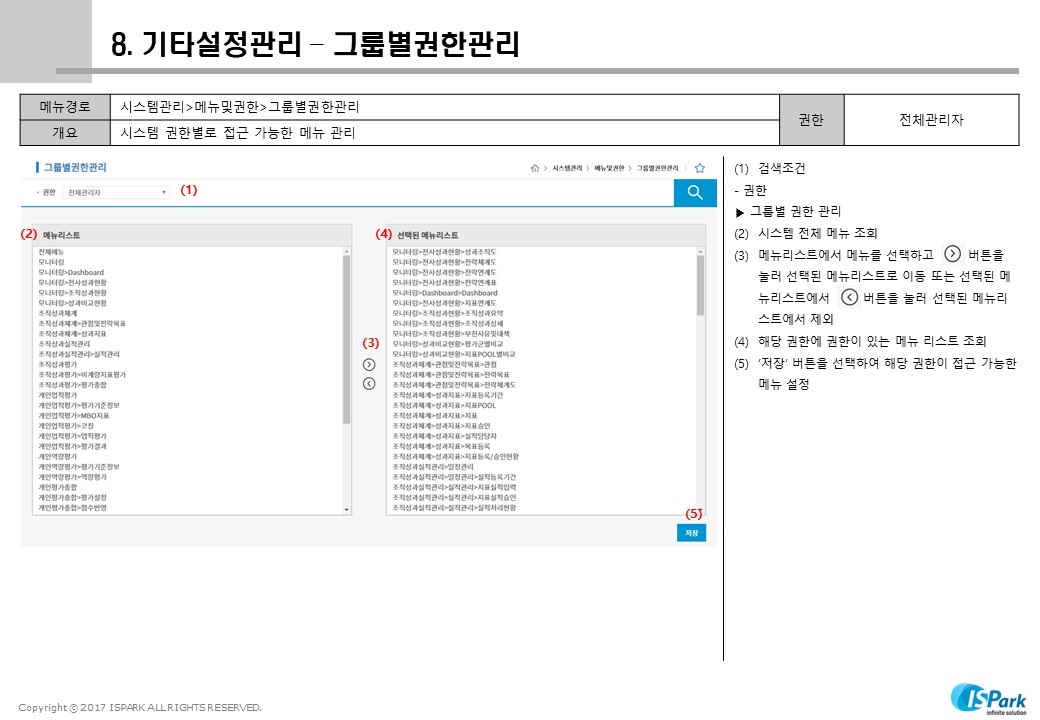 8. 기타설정관리 – 그룹별권한관리
메뉴경로
시스템관리>메뉴및권한>그룹별권한관리
권한
전체관리자
개요
시스템 권한별로 접근 가능한 메뉴 관리
그룹별권한관리
시스템관리 > 메뉴및권한 > 그룹별권한관리
권한 전체관리자 (1)
(2) 메뉴리스트
전체메뉴
모니터링
모니터링>Dashboard
모니터링>전사성과현황
모니터링>조직성과현황
모니터링>성과비교현황
조직성과체계
조직성과체계>관점및전략목표
조직성과체계>성과지표
조직성과실적관리
조직성과실적관리>실적관리
조직성과평가
조직성과평가>비계량지표평가
조직성과평가>평가종합
개인업적평가
개인업적평가>평가기준정보
개인업적평가>MBO지표
개인업적평가>코칭
개인업적평가>업적평가
개인업적평가>평가결과
개인역량평가
개인역량평가>평가기준정보
개인역량평가>역량평가
개인평가종합
개인평가종합>평가설정
개인평가종합>점수반영
(3)
(4) 선택된 메뉴리스트
모니터링>전사성과현황>성과조직도
모니터링>전사성과현황>전략체계도
모니터링>전사성과현황>전략연계도
모니터링>전사성과현황>전략연계표
모니터링>Dashboard>Dashboard
모니터링>전사성과현황>지표연계도
모니터링>조직성과현황>조직성과요약
모니터링>조직성과현황>조직성과상세
모니터링>조직성과현황>부진사유및대책
모니터링>성과비교현황>평가군별비교
모니터링>성과비교현황>지표POOL별비교
조직성과체계>관점및전략목표>관점
조직성과체계>관점및전략목표>전략목표
조직성과체계>관점및전략목표>전략체계도
조직성과체계>성과지표>지표등록기간
조직성과체계>성과지표>지표POOL
조직성과체계>성과지표>지표
조직성과체계>성과지표>지표승인
조직성과체계>성과지표>실적담당자
조직성과체계>성과지표>목표등록
조직성과체계>성과지표>지표등록/승인현황
조직성과실적관리>일정관리
조직성과실적관리>일정관리>실적등록기간
조직성과실적관리>실적관리>지표실적입력
조직성과실적관리>실적관리>지표실적승인
조직성과실적관리>실적관리>실적처리현황
(5)
저장
(1) 검색조건
- 권한
▶ 그룹별 권한 관리
(2) 시스템 전체 메뉴 조회
(3) 메뉴리스트에서 메뉴를 선택하고 버튼을
눌러 선택된 메뉴리스트로 이동 또는 선택된 메
뉴리스트에서 버튼을 눌러 선택된 메뉴리
스트에서 제외
(4) 해당 권한에 권한이 있는 메뉴 리스트 조회
(5) ‘저장’ 버튼을 선택하여 해당 권한이 접근 가능한
메뉴 설정
Copyright ⓒ 2017 ISPARK ALL RIGHTS RESERVED.
ISPark
infinite solution